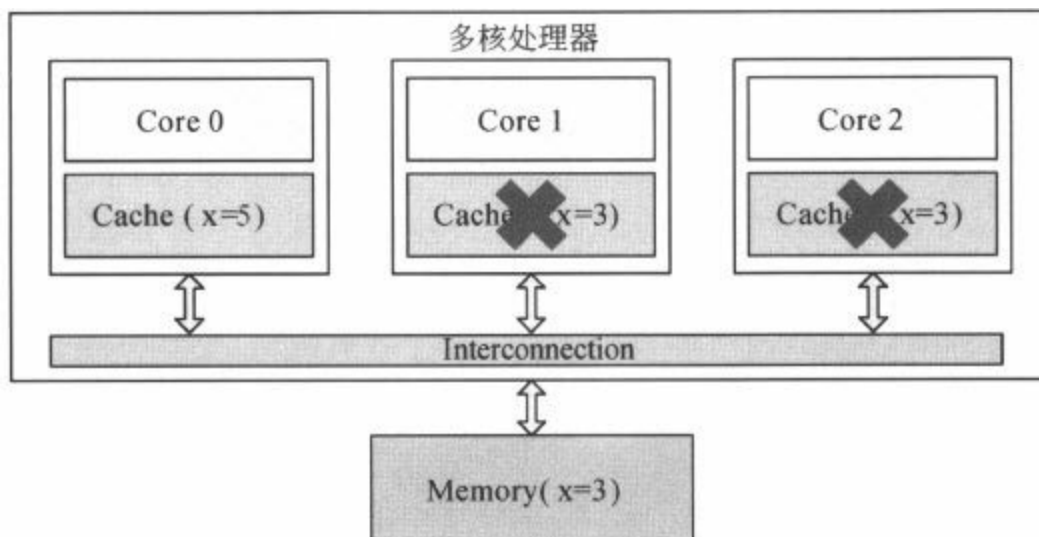 多核处理器
Core 0
Core 1
Core 2
Cache ( x=5)
Cache x=3)
Cache x=3)
Interconnection
Memory( x=3)